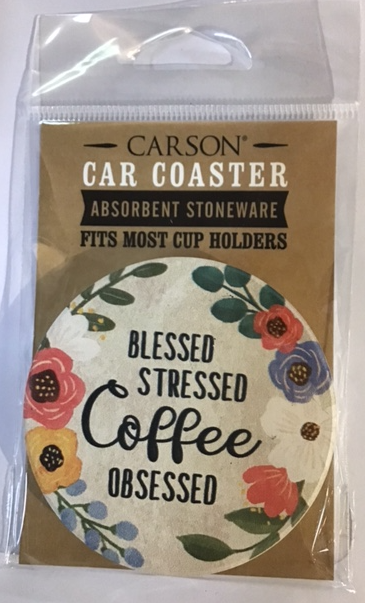 CARSON®
CAR COASTER
ABSORBENT STONEWARE
FITS MOST CUP HOLDERS
BLESSED
STRESSED
Coffee
OBSESSED